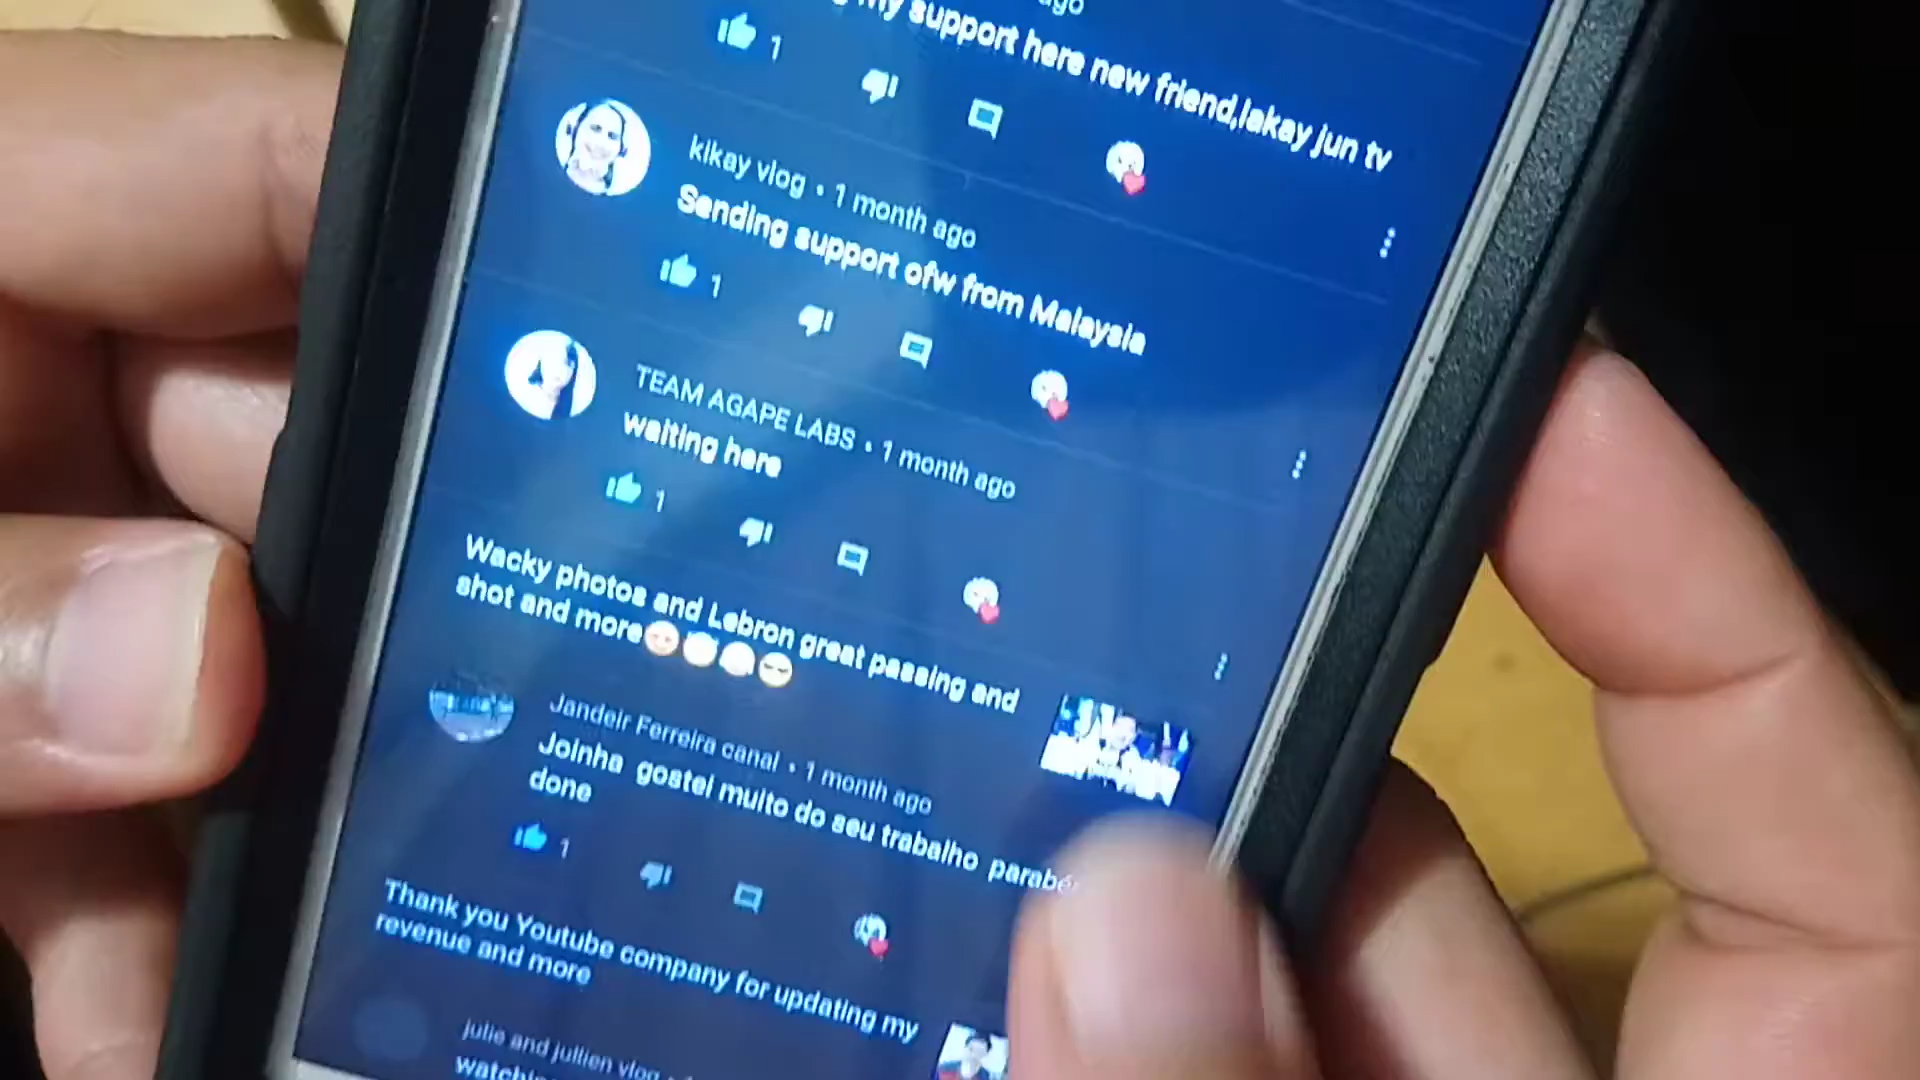 ago
my support here new friend,lakay jun tv
1
kikay vlog • 1 month ago
Sending support ofw from Malaysia
1
TEAM AGAPE LABS • 1 month ago
waiting here
1
Wacky photos and Lebron great passing and
shot and more😊😎
Jandeir Ferreira canal • 1 month ago
Joinha gostei muito do seu trabalho
done
1
Thank you Youtube company for updating my
revenue and more
julie and jullien vlog